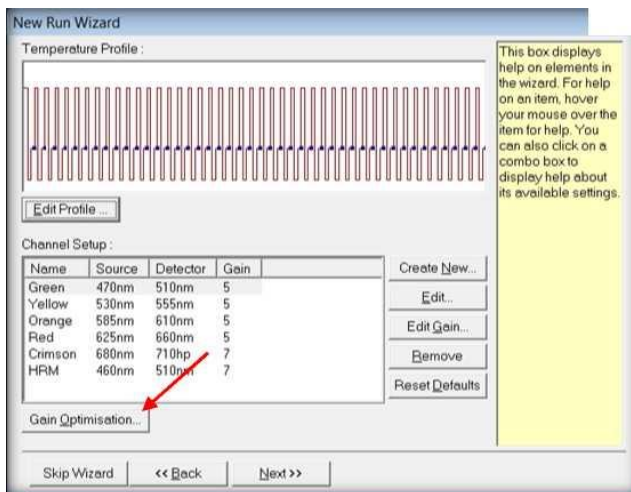 New Run Wizard
Temperature Profile :
This box displays
help on elements in
the wizard. For help
on an item, hover
your mouse over the
item for help. You
can also click on a
combo box to
display help about
its available settings.
Edit Profile ...
Channel Setup :
Name Source Detector Gain
Green 470nm 510nm 5
Yellow 530nm 555nm 5
Orange 585nm 610nm 5
Red 625nm 660nm 5
Crimson 680nm 710hp 7
HRM 460nm 510nm 7
Create New...
Edit...
Edit Gain...
Remove
Reset Defaults
Gain Optimisation...
Skip Wizard << Back Next >>